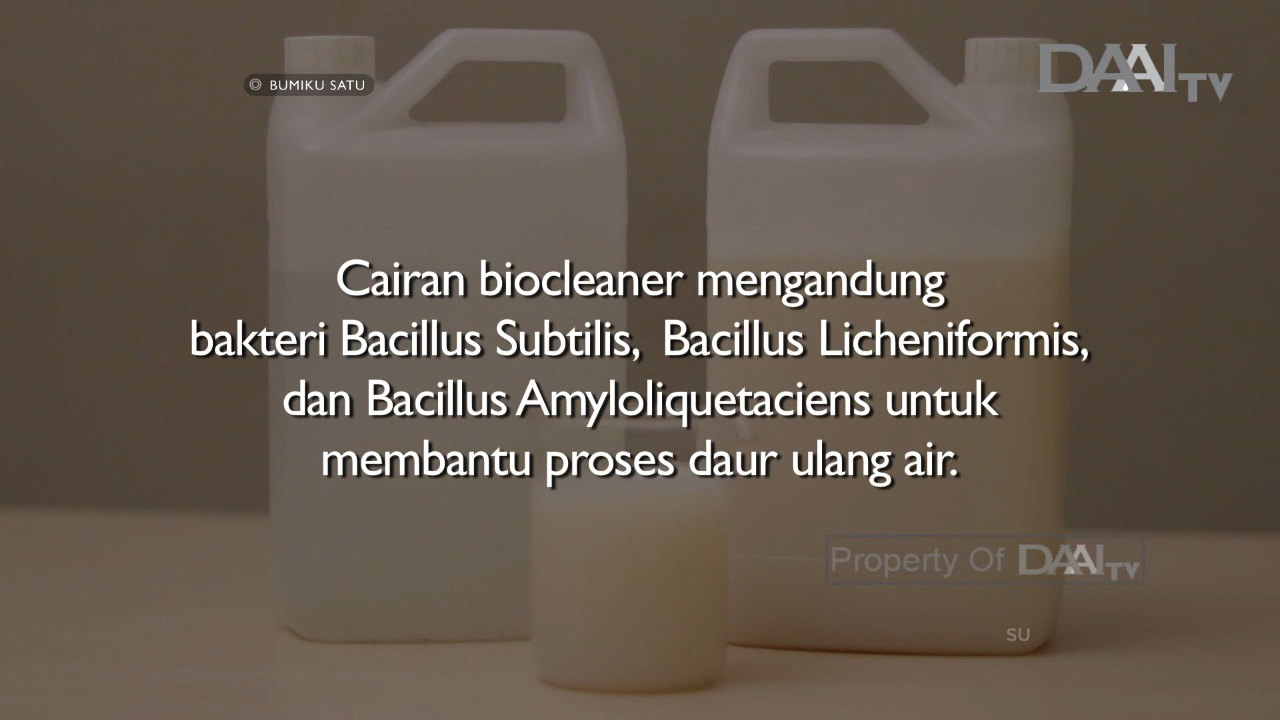 © BUMIKU SATU
DAAI TV
Cairan biocleaner mengandung
bakteri Bacillus Subtilis, Bacillus Licheniformis,
dan Bacillus Amyloliquetaciens untuk
membantu proses daur ulang air.
Property Of DAAI TV
SU